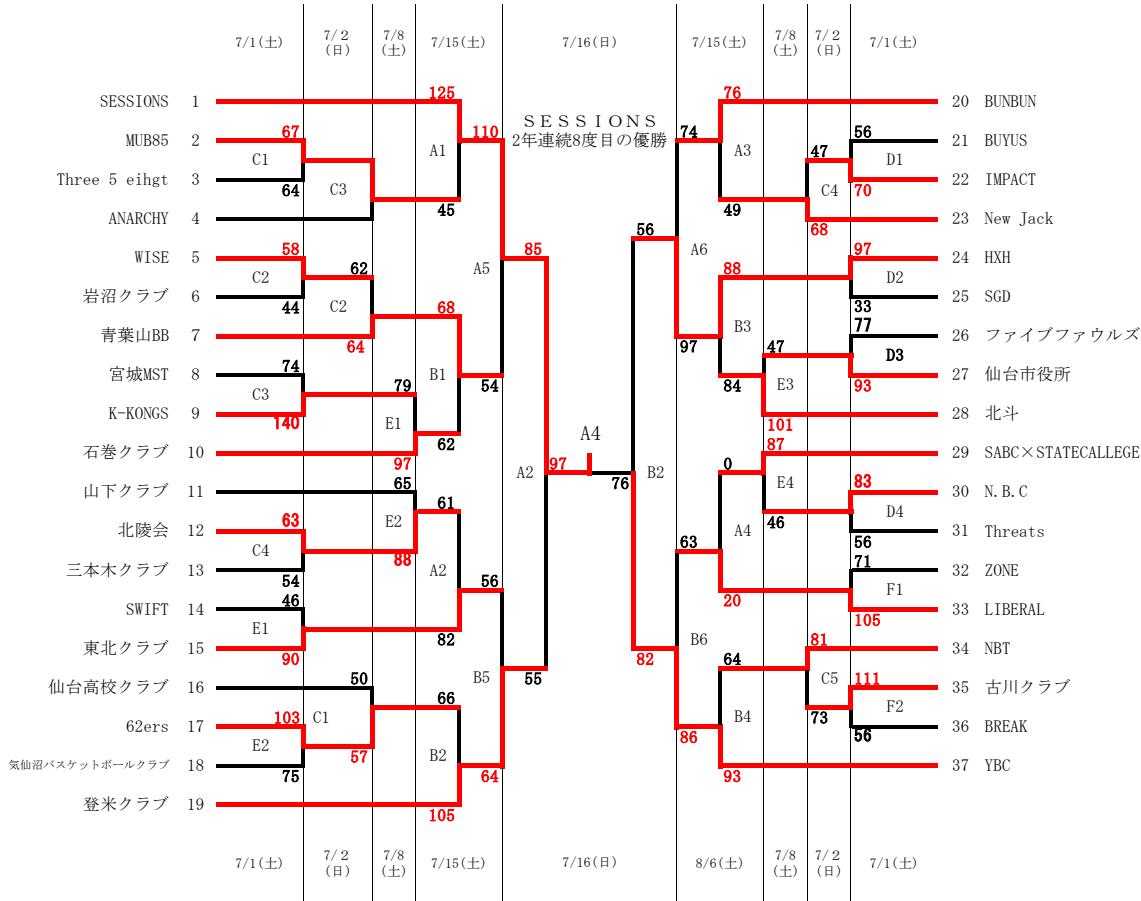 7/1(土)
7/2
(日)
7/8
(土)
7/15(土)
7/16(日)
7/15(土)
7/8
(土)
7/2
(日)
7/1(土)
SESSIONS
2年連続8度目の優勝
SESSIONS 1
MUB85 2
Three 5 eihgt 3
ANARCHY 4
WISE 5
岩沼クラブ 6
青葉山BB 7
宮城MST 8
K-KONGS 9
石巻クラブ 10
山下クラブ 11
北陵会 12
三本木クラブ 13
SWIFT 14
東北クラブ 15
仙台高校クラブ 16
62ers 17
気仙沼バスケットボールクラブ 18
登米クラブ 19
67
C1
64
58
C2
44
74
C3
140
63
C4
54
46
E1
90
103
E2
75
C3
62
C2
64
50
C1
57
79
E1
97
65
E2
88
125
A1
45
68
B1
62
61
A2
82
66
B2
105
110
A5
54
56
B5
64
85
A2
55
97
A4
76
56
B2
82
74
A6
97
63
B6
86
76
A3
49
88
B3
84
0
A4
20
64
B4
93
47
E3
101
87
E4
46
47
C4
68
81
C5
73
56
D1
70
97
D2
33
77
D3
93
83
D4
56
71
F1
105
111
F2
56
20 BUNBUN
21 BUYUS
22 IMPACT
23 New Jack
24 HXH
25 SGD
26 ファイブファウルズ
27 仙台市役所
28 北斗
29 SABC×STATECALLEGE
30 N.B.C
31 Threats
32 ZONE
33 LIBERAL
34 NBT
35 古川クラブ
36 BREAK
37 YBC
7/1(土)
7/2
(日)
7/8
(土)
7/15(土)
7/16(日)
8/6(土)
7/8
(土)
7/2
(日)
7/1(土)